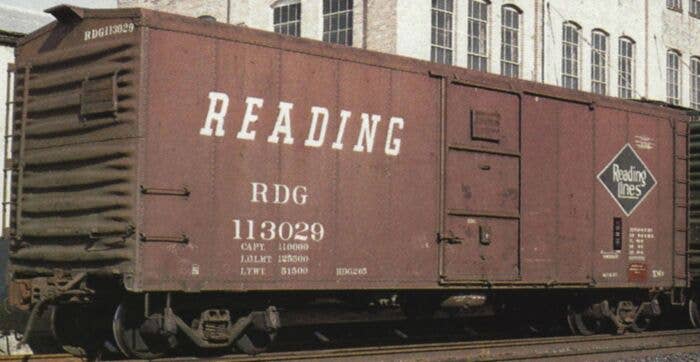 RDG113029
READING
RDG
113029
CAPY. 110000
LD.LMT. 125500
LT.WT. 51500
Reading
lines